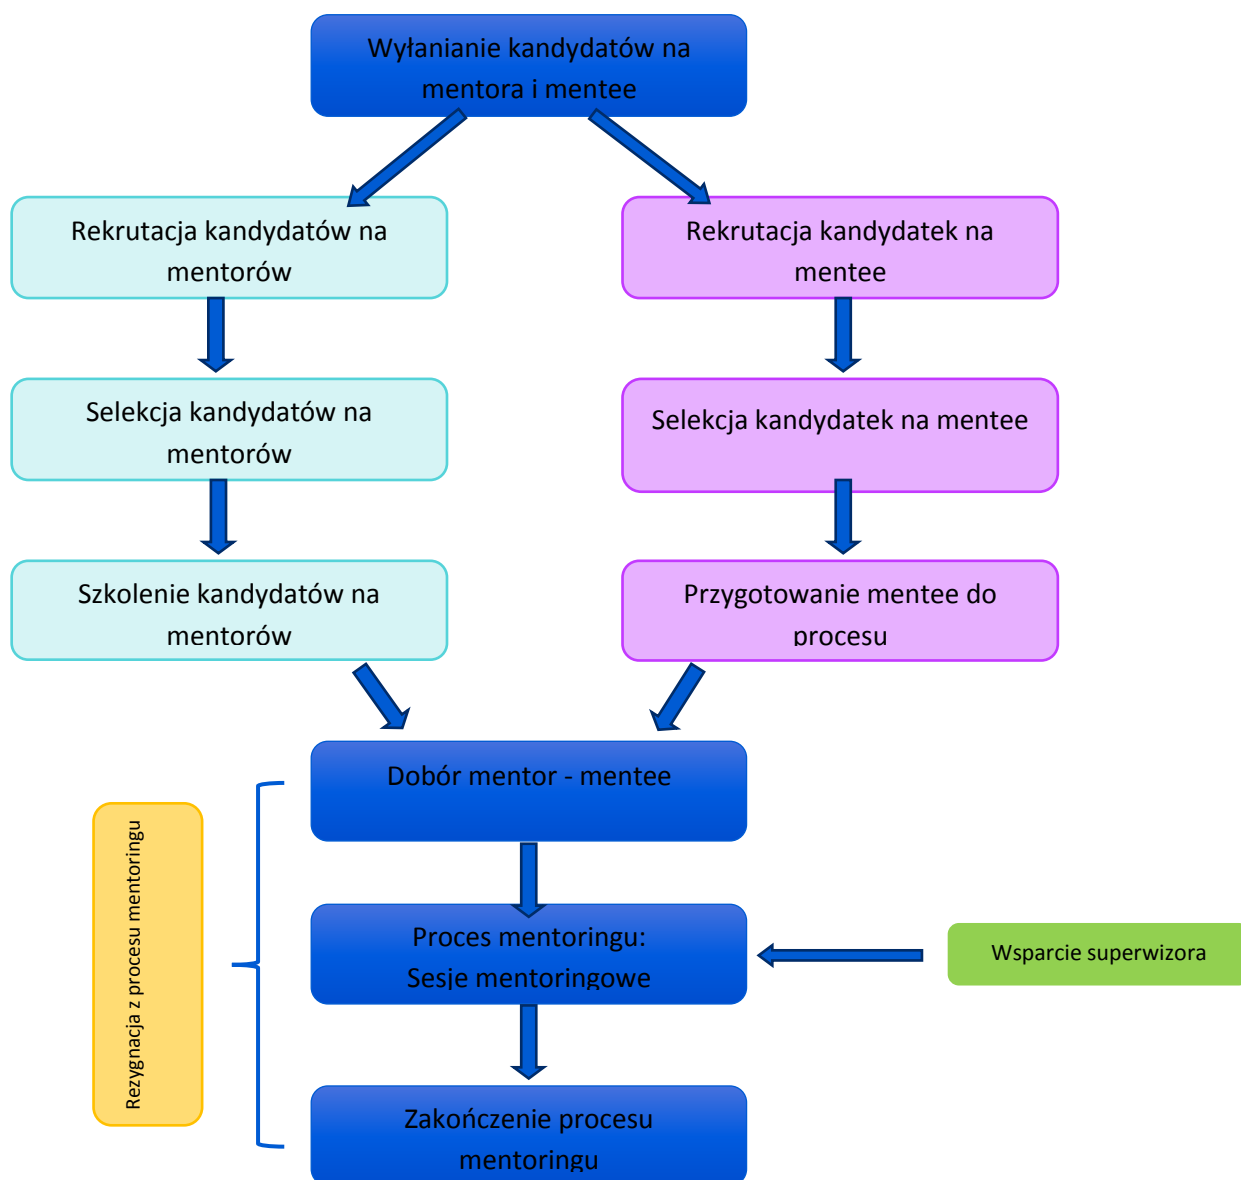 Wyłanianie kandydatów na
mentora i mentee
Rekrutacja kandydatów na
mentorów
Rekrutacja kandydatek na
mentee
Selekcja kandydatów na
mentorów
Selekcja kandydatek na mentee
Szkolenie kandydatów na
mentorów
Przygotowanie mentee do
procesu
Dobór mentor - mentee
Rezygnacja z procesu mentoringu
Proces mentoringu:
Sesje mentoringowe
Wsparcie superwizora
Zakończenie procesu
mentoringu